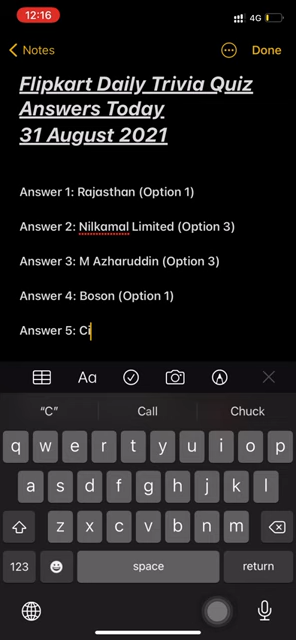 12:16
4G
Notes
Done
Flipkart Daily Trivia Quiz
Answers Today
31 August 2021
Answer 1: Rajasthan (Option 1)
Answer 2: Nilkamal Limited (Option 3)
Answer 3: M Azharuddin (Option 3)
Answer 4: Boson (Option 1)
Answer 5: Ci
Aa
“C”
Call
Chuck
q w e r t y u i o p
a s d f g h j k l
z x c v b n m
123
space
return